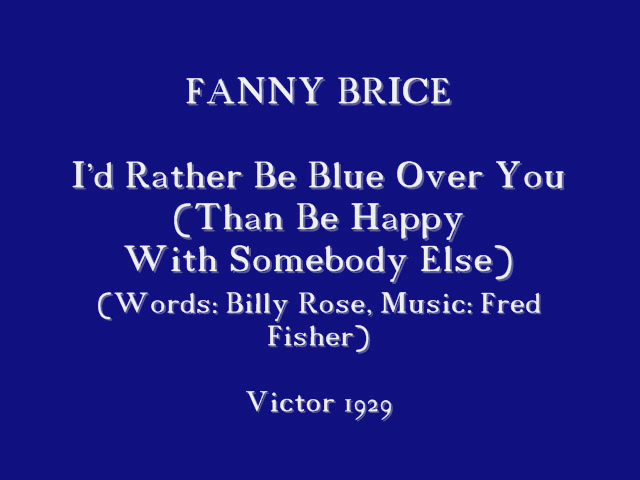 FANNY BRICE
I'd Rather Be Blue Over You
(Than Be Happy
With Somebody Else)
(Words: Billy Rose, Music: Fred
Fisher)
Victor 1929